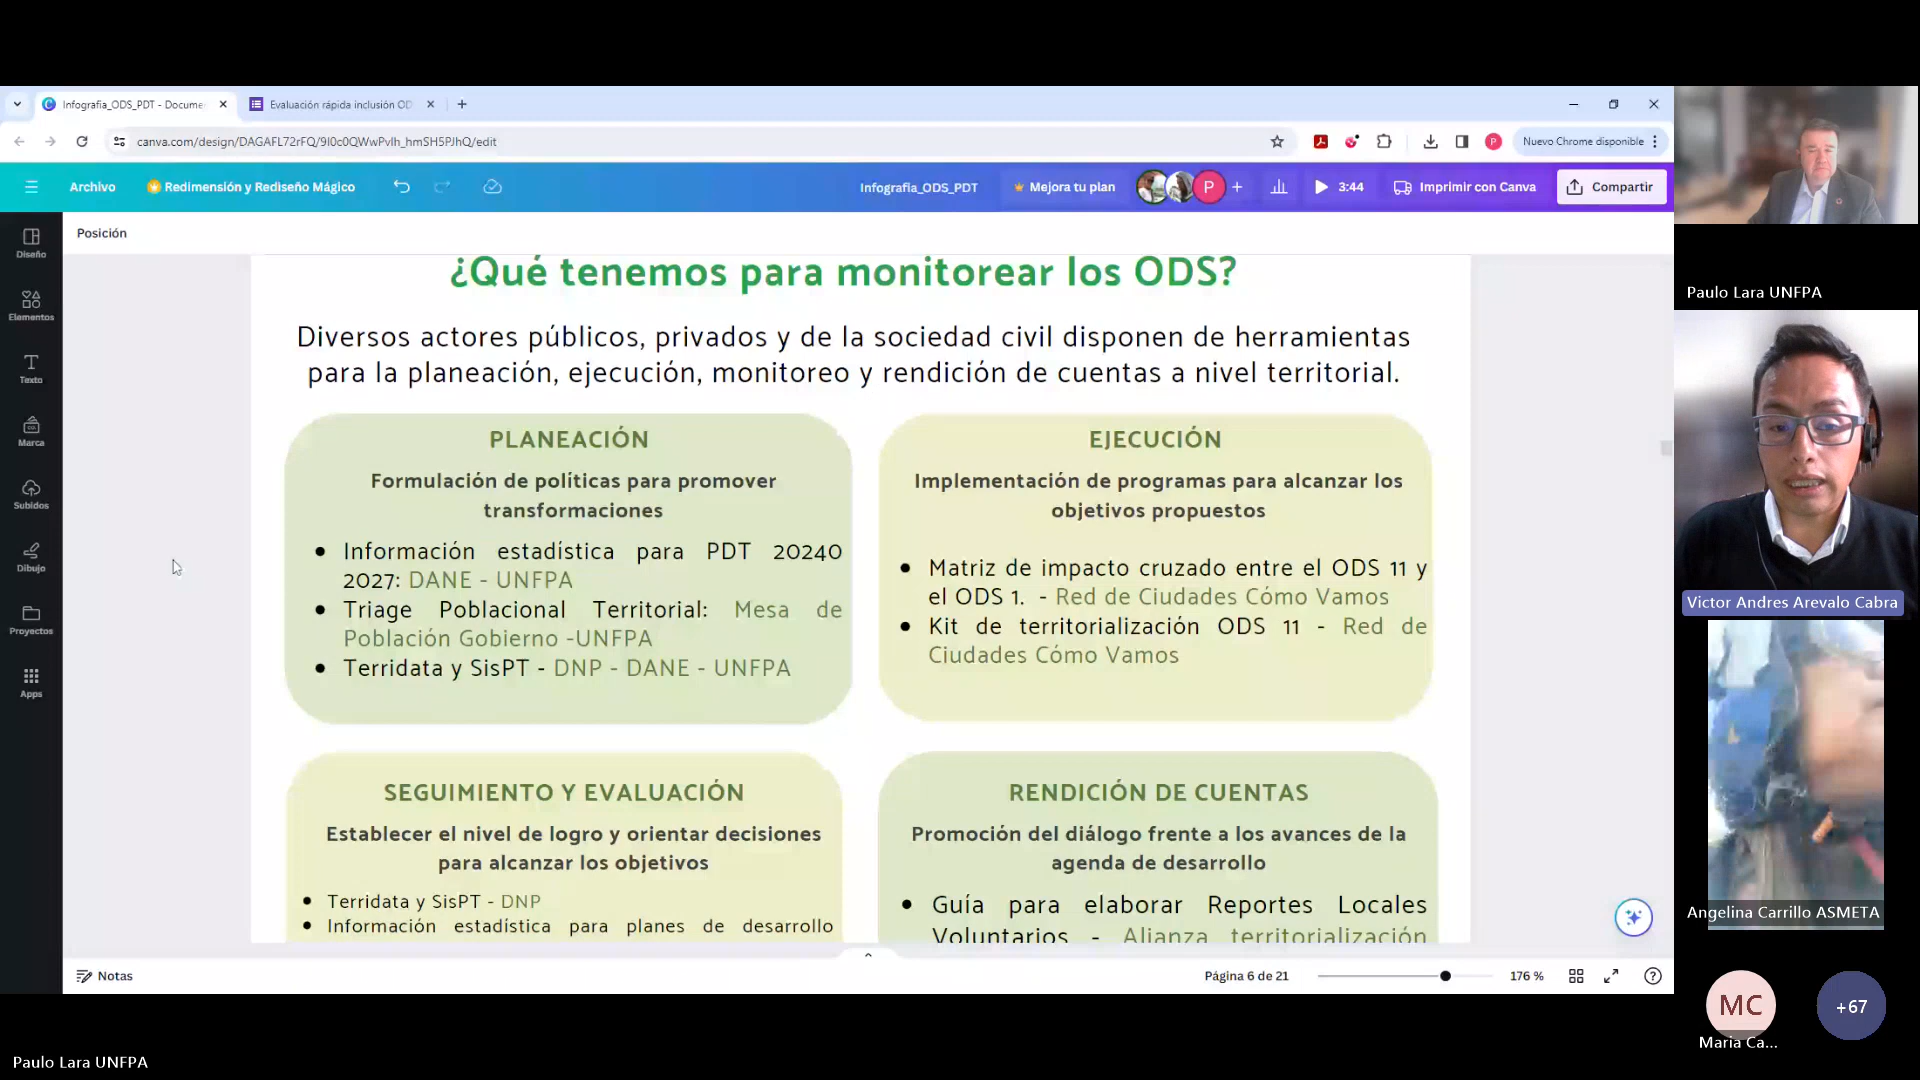 Infografia_ODS_PDT - Docume
Evaluación rápida inclusión OD
canva.com/design/DAGAFL72rFQ/9I0c0QWwPvIh_hmSH5PJhQ/edit
Nuevo Chrome disponible
Archivo
Redimensión y Rediseño Mágico
Infografia_ODS_PDT
Mejora tu plan
P
3:44
Imprimir con Canva
Compartir
Posición
Diseño
Elementos
Texto
Marca
Subidos
Dibujo
Proyectos
Apps
¿Qué tenemos para monitorear los ODS?
Diversos actores públicos, privados y de la sociedad civil disponen de herramientas
para la planeación, ejecución, monitoreo y rendición de cuentas a nivel territorial.
PLANEACIÓN
Formulación de políticas para promover
transformaciones
• Información estadística para PDT 20240
2027: DANE - UNFPA
• Triage Poblacional Territorial: Mesa de
Población Gobierno -UNFPA
• Terridata y SisPT - DNP - DANE - UNFPA
EJECUCIÓN
Implementación de programas para alcanzar los
objetivos propuestos
• Matriz de impacto cruzado entre el ODS 11 y
el ODS 1. - Red de Ciudades Cómo Vamos
• Kit de territorialización ODS 11 - Red de
Ciudades Cómo Vamos
SEGUIMIENTO Y EVALUACIÓN
Establecer el nivel de logro y orientar decisiones
para alcanzar los objetivos
• Terridata y SisPT - DNP
• Información estadística para planes de desarrollo
RENDICIÓN DE CUENTAS
Promoción del diálogo frente a los avances de la
agenda de desarrollo
• Guía para elaborar Reportes Locales
Voluntarios - Alianza territorialización
Notas
Página 6 de 21
176 %
Paulo Lara UNFPA
Victor Andres Arevalo Cabra
Angelina Carrillo ASMETA
MC
+67
Maria Ca...
Paulo Lara UNFPA